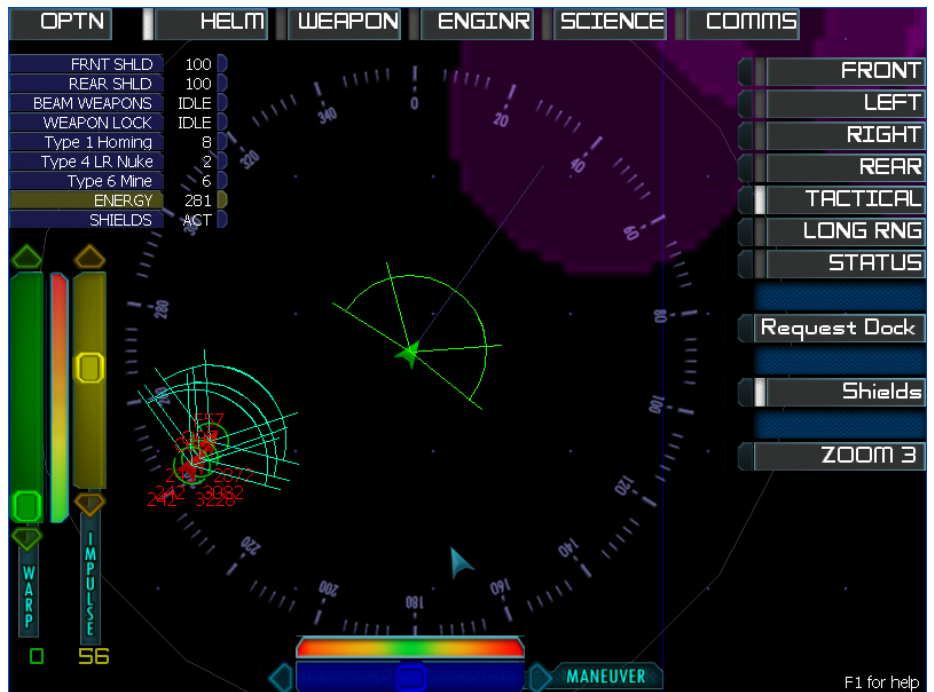 OPTN HELM WEAPON ENGINR SCIENCE COMMS
FRNT SHLD 100
REAR SHLD 100
BEAM WEAPONS IDLE
WEAPON LOCK IDLE
Type 1 Homing 8
Type 4 LR Nuke 2
Type 6 Mine 6
ENERGY 281
SHIELDS ACT
FRONT
LEFT
RIGHT
REAR
TACTICAL
LONG RNG
STATUS
Request Dock
Shields
ZOOM 3
0
20
40
60
80
100
120
140
160
180
200
220
280
320
340
242
3082
3228
WARP
0
IMPULSE
56
MANEUVER
F1 for help